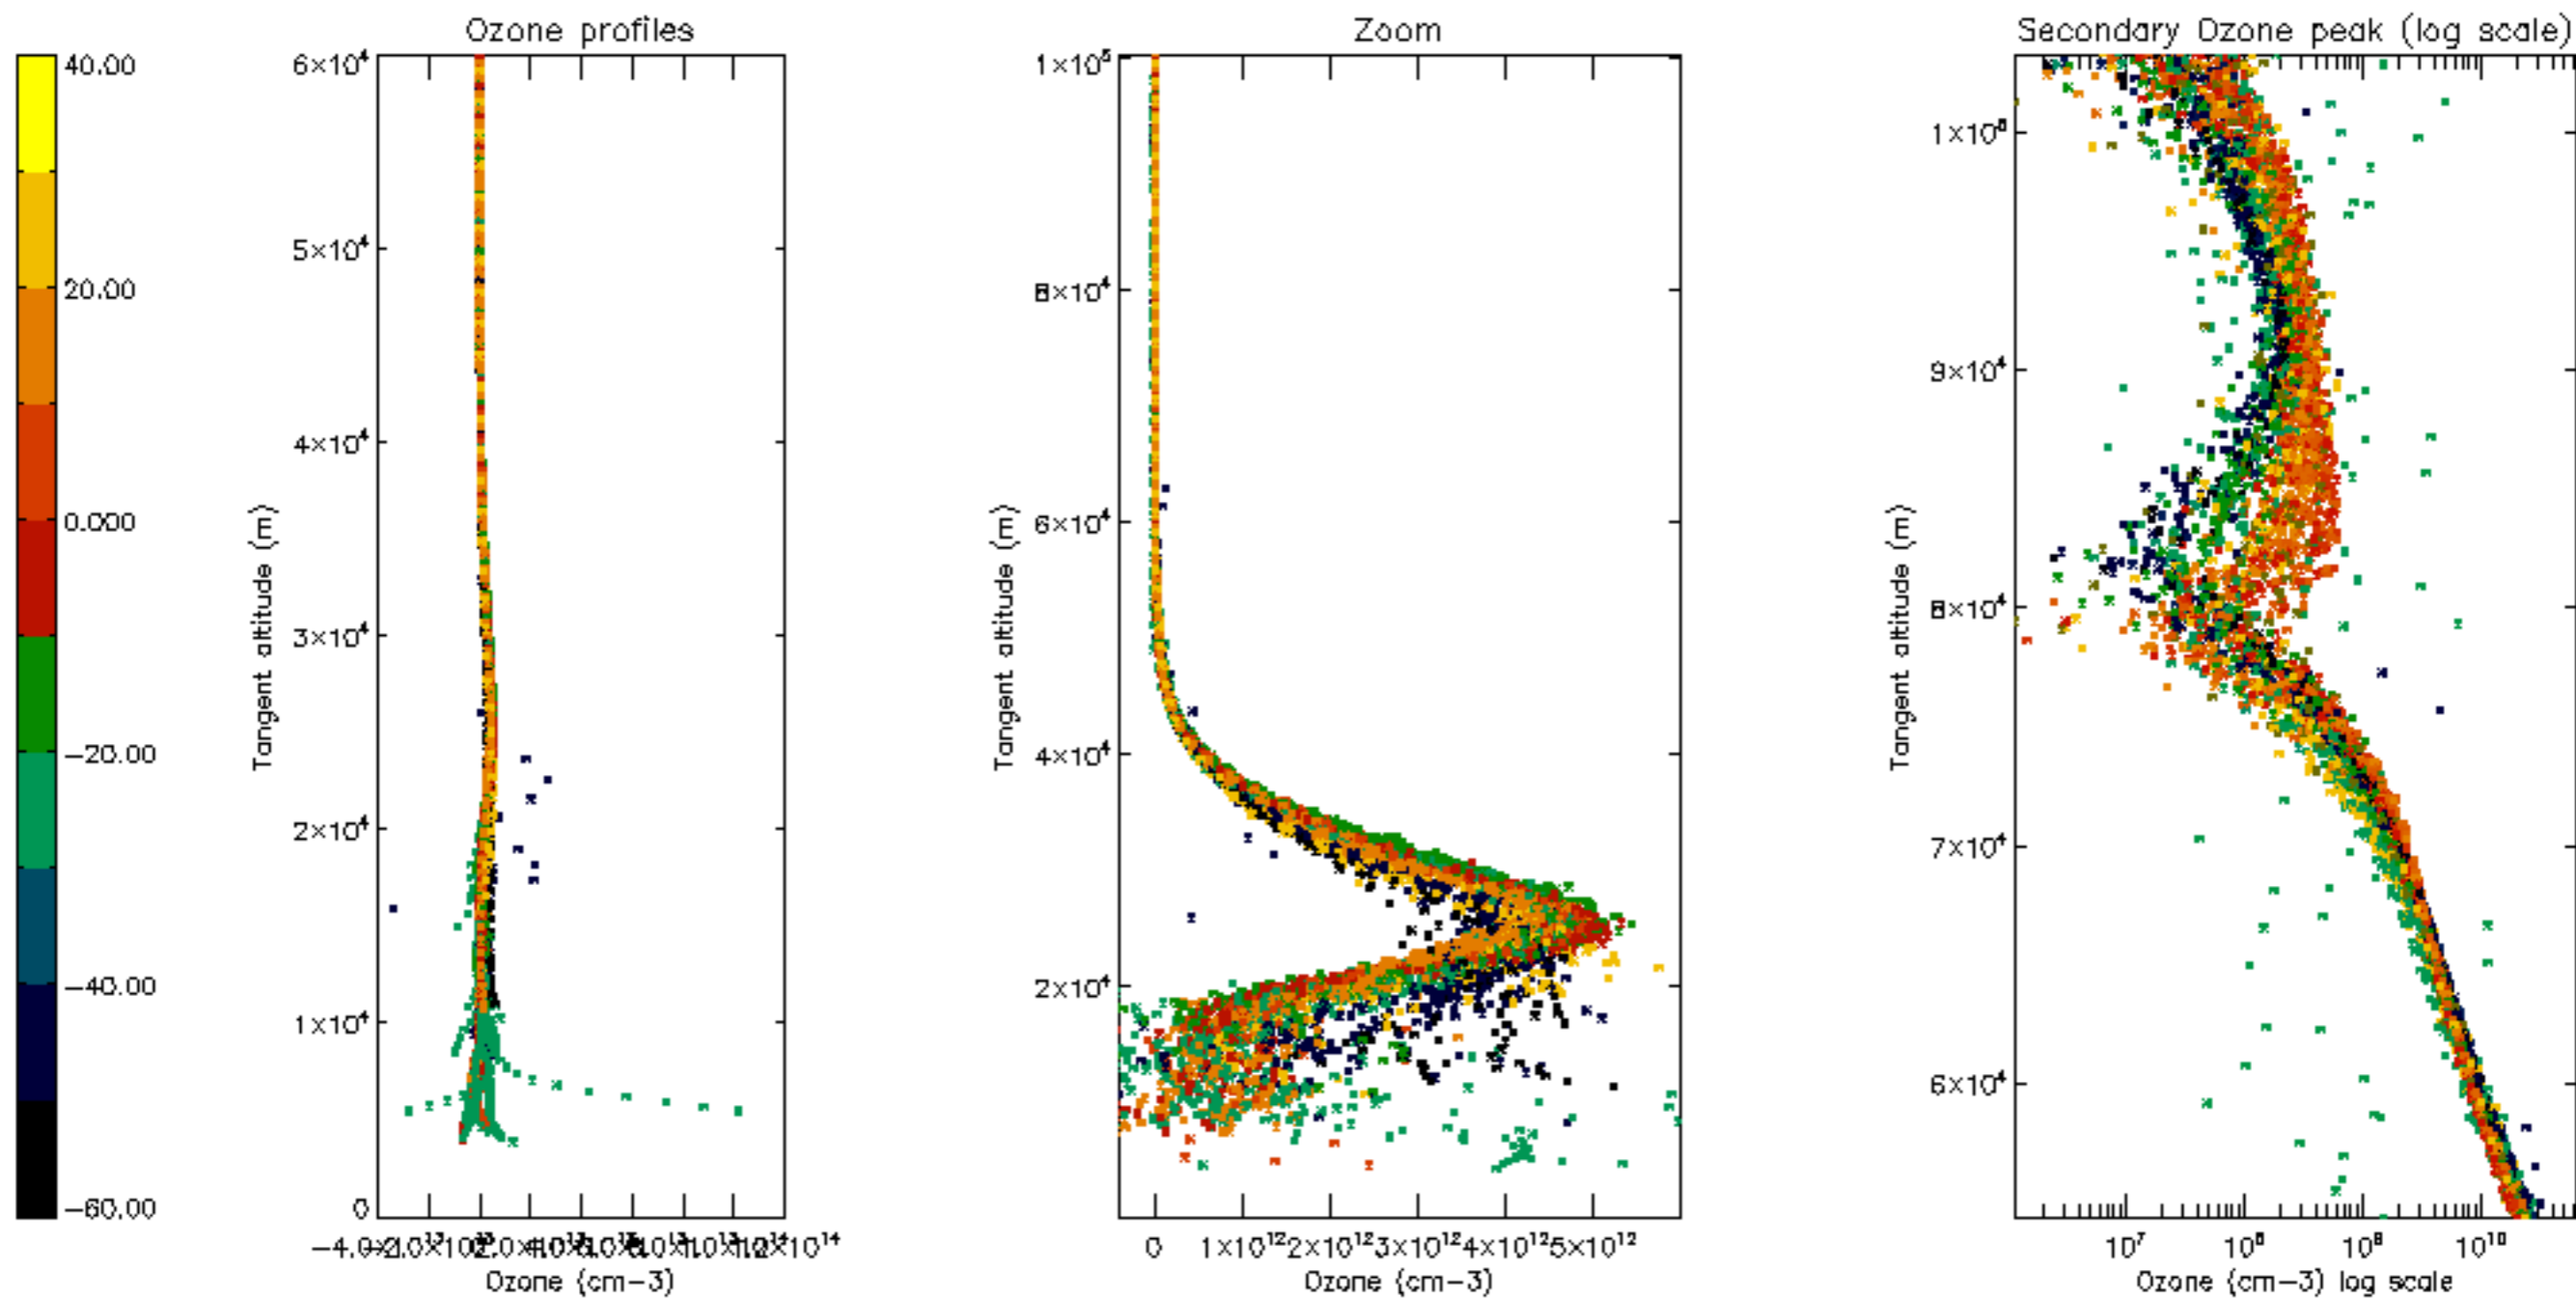 Ozone profiles
Zoom
Secondary Ozone peak (log scale)
40.00
20.00
0.000
−20.00
−40.00
−60.00
6×10⁴
5×10⁴
4×10⁴
3×10⁴
2×10⁴
1×10⁴
0
Tangent altitude (m)
Ozone (cm−3)
1×10⁵
8×10⁴
6×10⁴
4×10⁴
2×10⁴
Tangent altitude (m)
0 1×10¹² 2×10¹² 3×10¹² 4×10¹² 5×10¹²
Ozone (cm−3)
9×10⁴
8×10⁴
7×10⁴
6×10⁴
Tangent altitude (m)
10⁷ 10⁸ 10⁹ 10¹⁰
Ozone (cm−3) log scale